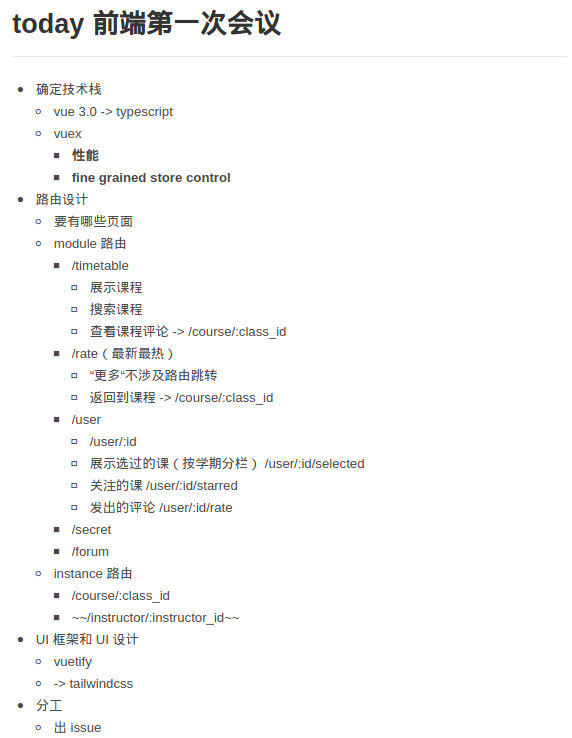 today 前端第一次会议
确定技术栈
vue 3.0 -> typescript
vuex
性能
fine grained store control
路由设计
要有哪些页面
module 路由
/timetable
展示课程
搜索课程
查看课程评论 -> /course/:class_id
/rate（最新最热）
“更多“不涉及路由跳转
返回到课程 -> /course/:class_id
/user
/user/:id
展示选过的课（按学期分栏） /user/:id/selected
关注的课 /user/:id/starred
发出的评论 /user/:id/rate
/secret
/forum
instance 路由
/course/:class_id
~~/instructor/:instructor_id~~
UI 框架和 UI 设计
vuetify
-> tailwindcss
分工
出 issue